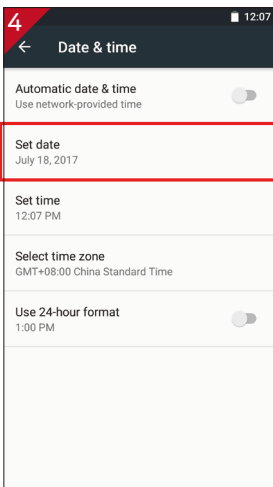 4
12:07
Date & time
Automatic date & time
Use network-provided time
Set date
July 18, 2017
Set time
12:07 PM
Select time zone
GMT+08:00 China Standard Time
Use 24-hour format
1:00 PM